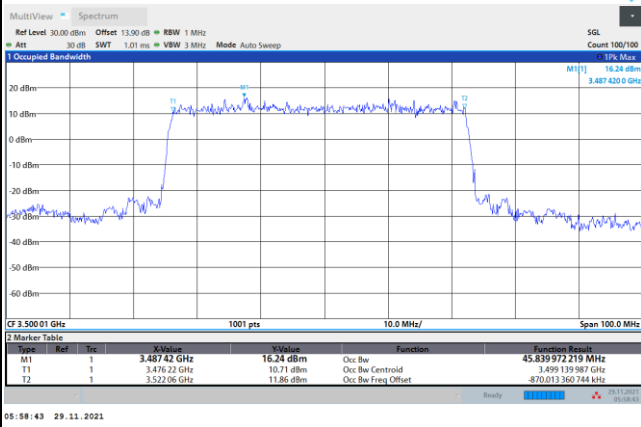 MultiView Spectrum
Ref Level 30.00 dBm Offset 13.90 dB RBW 1 MHz SGL
Att 30 dB SWT 1.01 ms VBW 3 MHz Mode Auto Sweep Count 100/100
1 Occupied Bandwidth 1Pk Max
M1[1] 16.24 dBm
3.487 420 0 GHz
20 dBm
M1
T1
T2
10 dBm
0 dBm
-10 dBm
-20 dBm
-30 dBm
-40 dBm
-50 dBm
-60 dBm
CF 3.500 01 GHz 1001 pts 10.0 MHz/ Span 100.0 MHz
2 Marker Table
Type Ref Trc X-Value Y-Value Function Function Result
M1 1 3.487 42 GHz 16.24 dBm Occ Bw 45.839 972 219 MHz
T1 1 3.476 22 GHz 10.71 dBm Occ Bw Centroid 3.499 139 987 GHz
T2 1 3.522 06 GHz 11.86 dBm Occ Bw Freq Offset -870.013 360 744 kHz
Ready 29.11.2021
05:58:43
05:58:43 29.11.2021